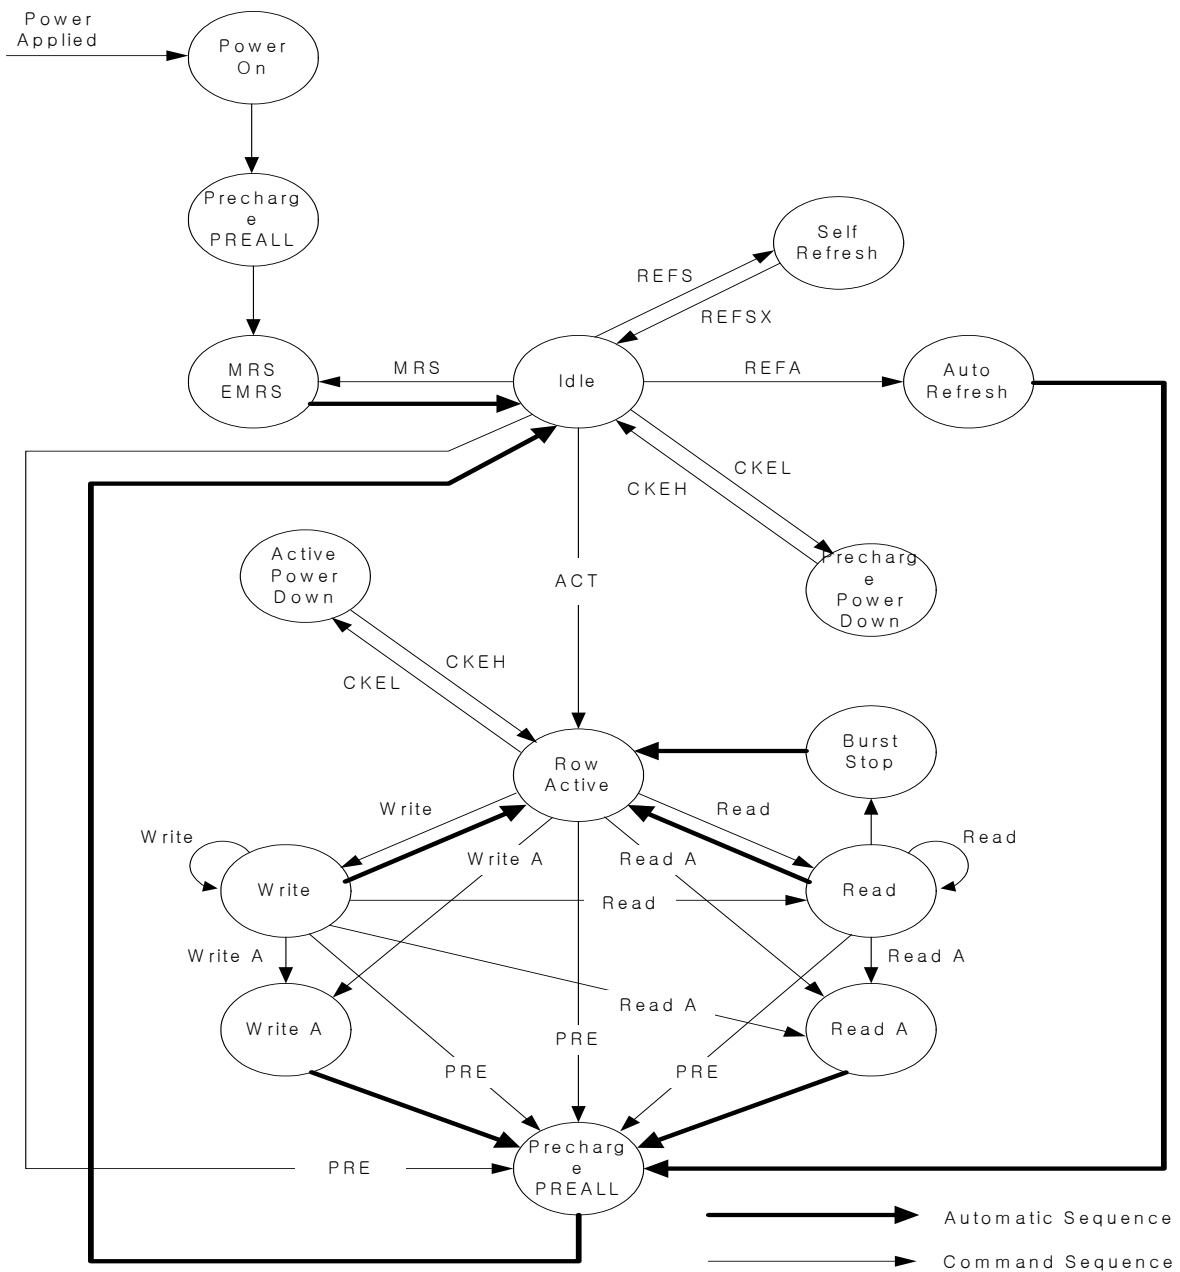 Power
Applied
Power
On
Precharg
e
PREALL
Self
Refresh
REFS
REFSX
MRS
EMRS
MRS
Idle
REFA
Auto
Refresh
CKEL
CKEH
Active
Power
Down
ACT
Precharg
e
Power
Down
CKEH
CKEL
Burst
Stop
Row
Active
Write
Read
Write
Write A
Read A
Read
Write
Read
Read
Write A
Read A
Read A
Write A
Read A
PRE
PRE
PRE
Precharg
e
PREALL
PRE
Automatic Sequence
Command Sequence